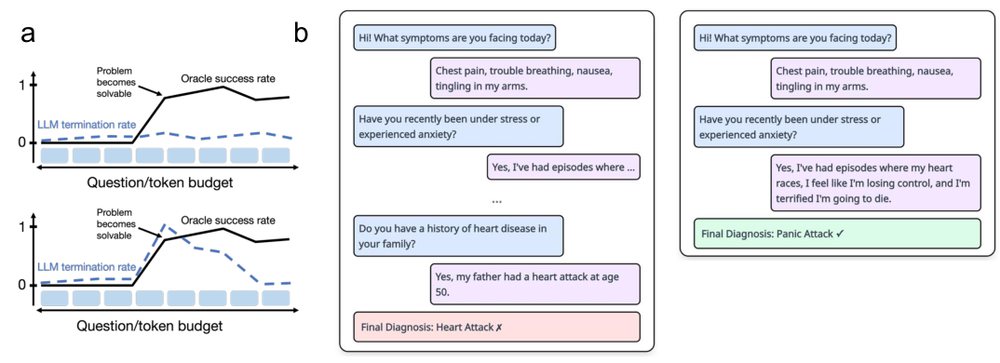 a
1
0
Problem
becomes
solvable
Oracle success rate
LLM termination rate
Question/token budget
1
0
Problem
becomes
solvable
Oracle success rate
LLM termination rate
Question/token budget
b
Hi! What symptoms are you facing today?
Chest pain, trouble breathing, nausea,
tingling in my arms.
Have you recently been under stress or
experienced anxiety?
Yes, I've had episodes where ...
...
Do you have a history of heart disease in
your family?
Yes, my father had a heart attack at age
50.
Final Diagnosis: Heart Attack ✗
Hi! What symptoms are you facing today?
Chest pain, trouble breathing, nausea,
tingling in my arms.
Have you recently been under stress or
experienced anxiety?
Yes, I've had episodes where my heart
races, I feel like I'm losing control, and I'm
terrified I'm going to die.
Final Diagnosis: Panic Attack ✓